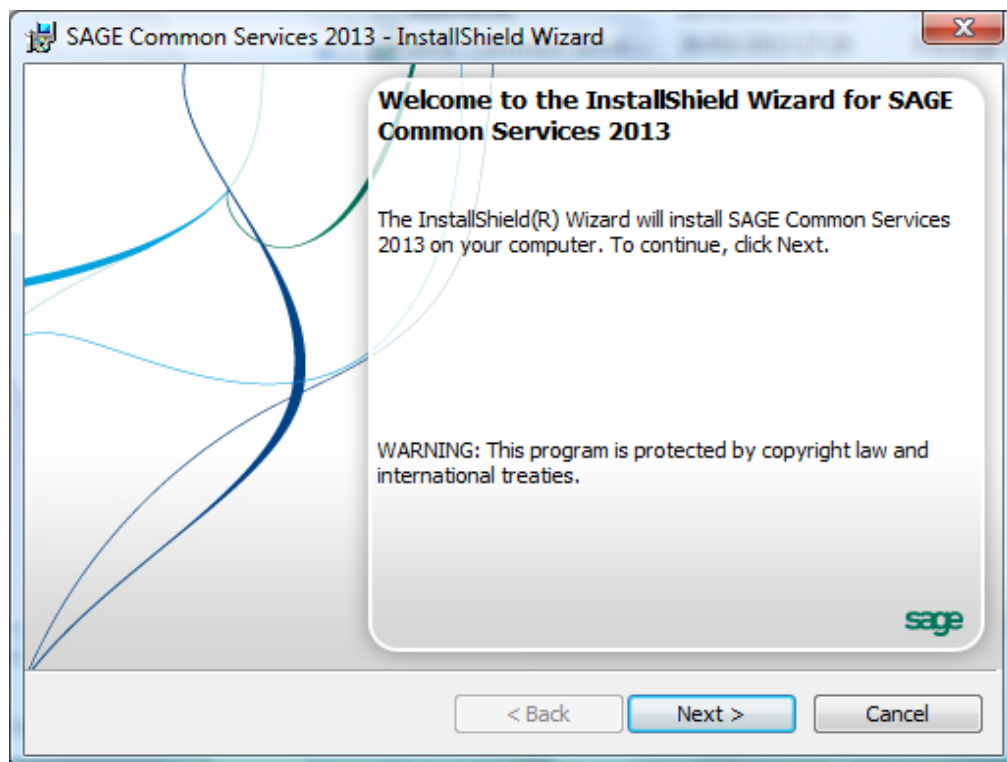 SAGE Common Services 2013 - InstallShield Wizard
Welcome to the InstallShield Wizard for SAGE
Common Services 2013
The InstallShield(R) Wizard will install SAGE Common Services
2013 on your computer. To continue, click Next.
WARNING: This program is protected by copyright law and
international treaties.
sage
< Back
Next >
Cancel